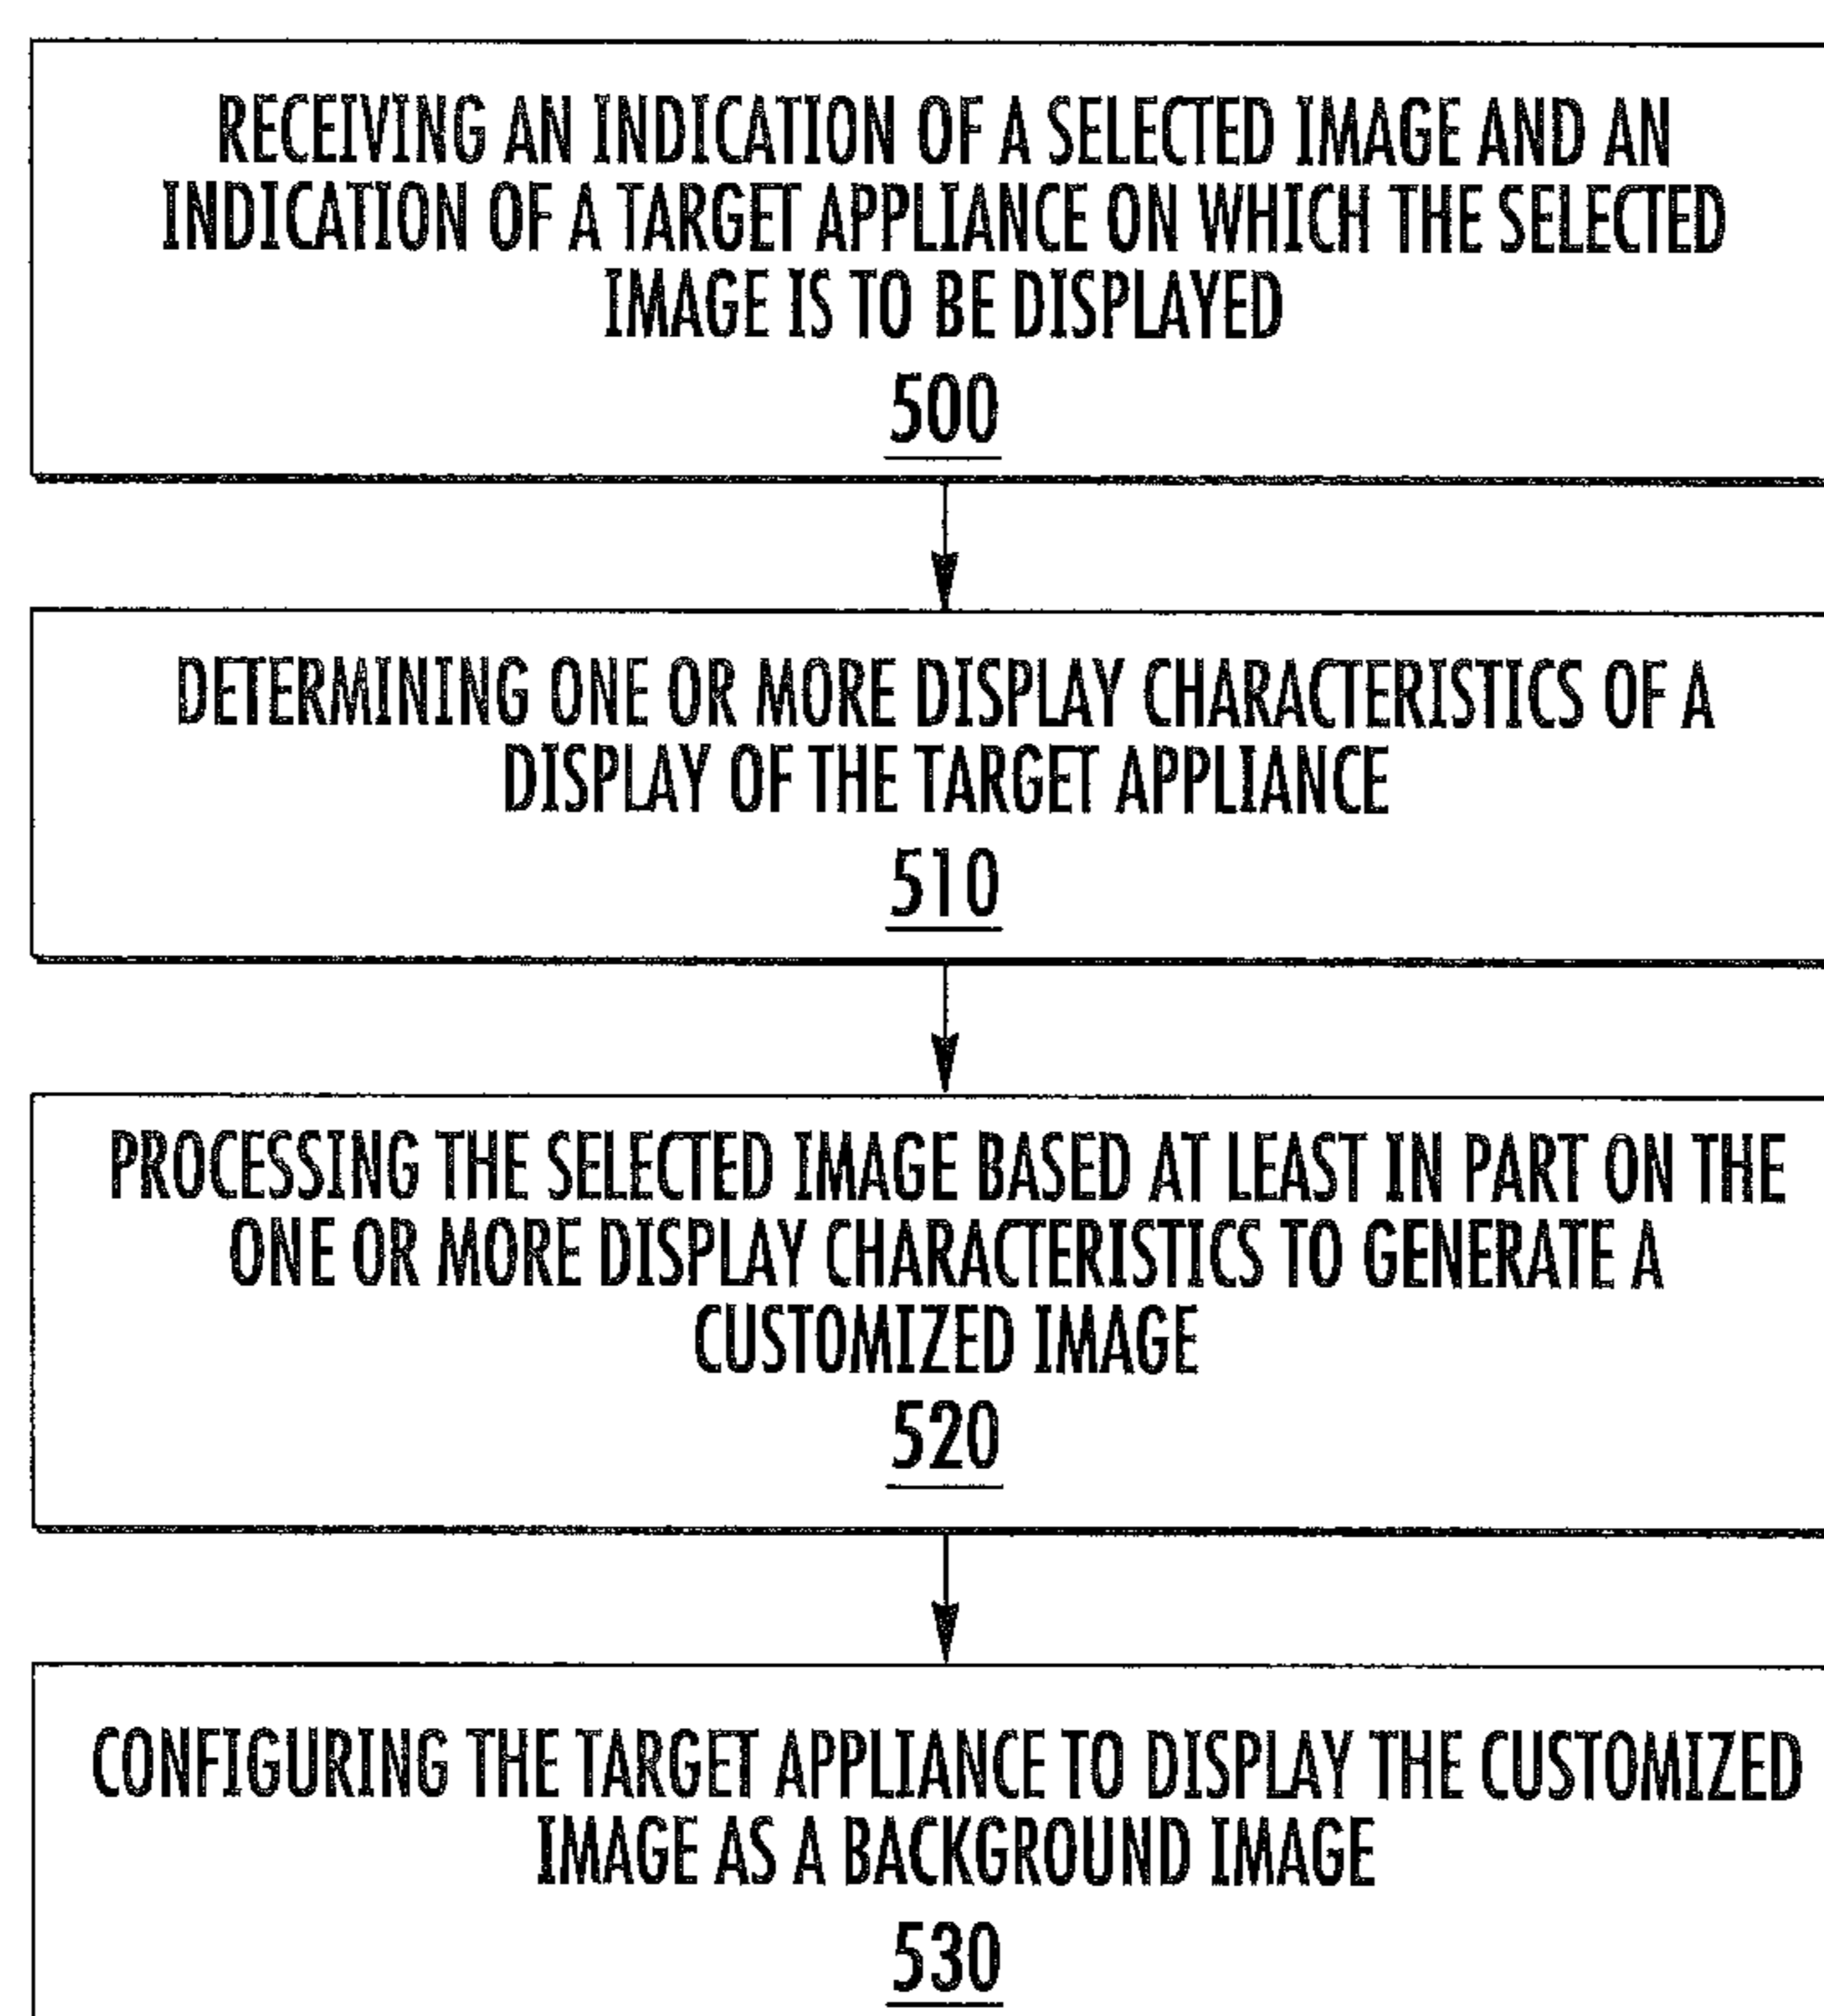 RECEIVING AN INDICATION OF A SELECTED IMAGE AND AN
INDICATION OF A TARGET APPLIANCE ON WHICH THE SELECTED
IMAGE IS TO BE DISPLAYED
500
DETERMINING ONE OR MORE DISPLAY CHARACTERISTICS OF A
DISPLAY OF THE TARGET APPLIANCE
510
PROCESSING THE SELECTED IMAGE BASED AT LEAST IN PART ON THE
ONE OR MORE DISPLAY CHARACTERISTICS TO GENERATE A
CUSTOMIZED IMAGE
520
CONFIGURING THE TARGET APPLIANCE TO DISPLAY THE CUSTOMIZED
IMAGE AS A BACKGROUND IMAGE
530